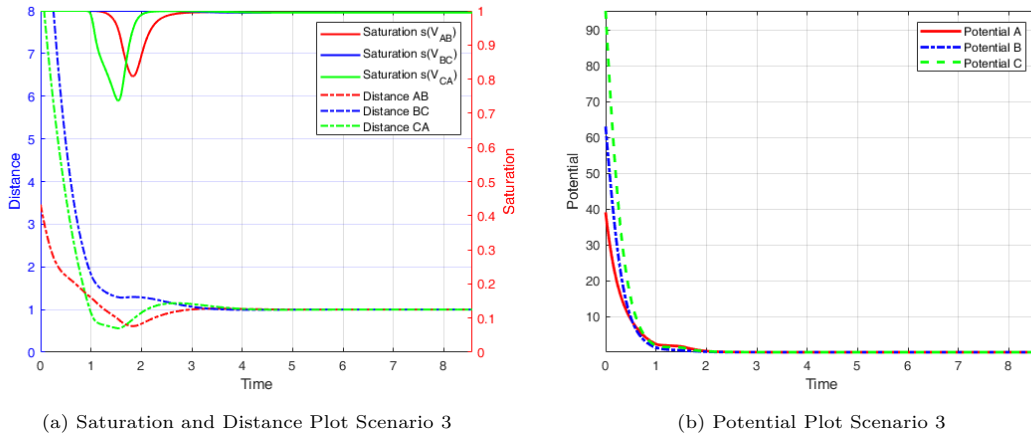 8
7
6
5
4
3
2
1
0
Distance
0 1 2 3 4 5 6 7 8
Time
1
0.9
0.8
0.7
0.6
0.5
0.4
0.3
0.2
0.1
0
Saturation
Saturation s(V_AB)
Saturation s(V_BC)
Saturation s(V_CA)
Distance AB
Distance BC
Distance CA
(a) Saturation and Distance Plot Scenario 3
90
80
70
60
50
40
30
20
10
Potential
0 1 2 3 4 5 6 7 8
Time
Potential A
Potential B
Potential C
(b) Potential Plot Scenario 3